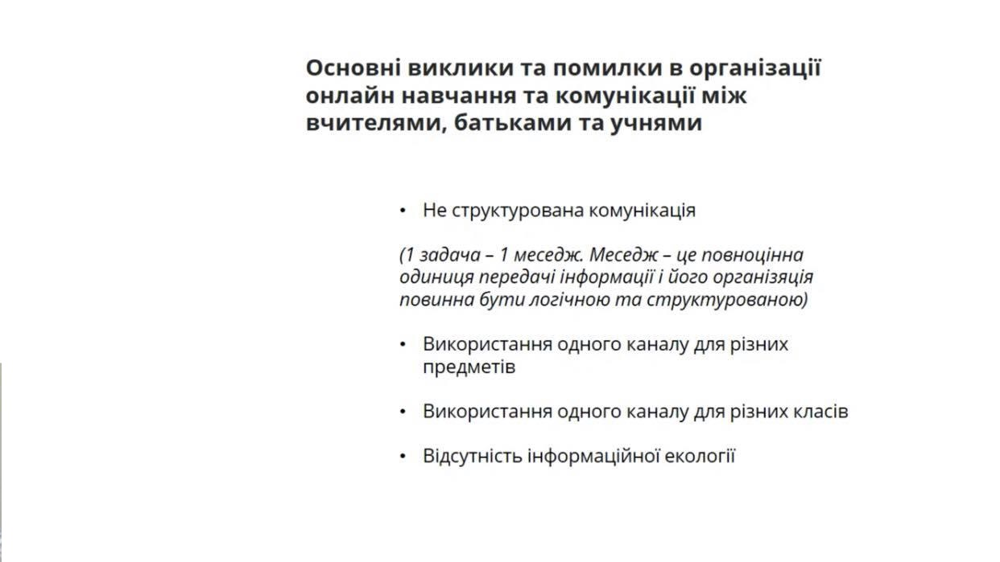 Основні виклики та помилки в організації
онлайн навчання та комунікації між
вчителями, батьками та учнями
• Не структурована комунікація
(1 задача – 1 меседж. Меседж – це повноцінна
одиниця передачі інформації і його організяція
повинна бути логічною та структурованою)
• Використання одного каналу для різних
предметів
• Використання одного каналу для різних класів
• Відсутність інформаційної екології